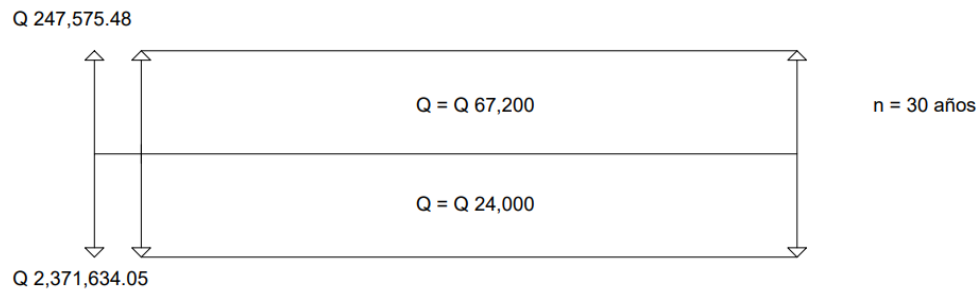 Q 247,575.48
Q = Q 67,200
n = 30 años
Q = Q 24,000
Q 2,371,634.05